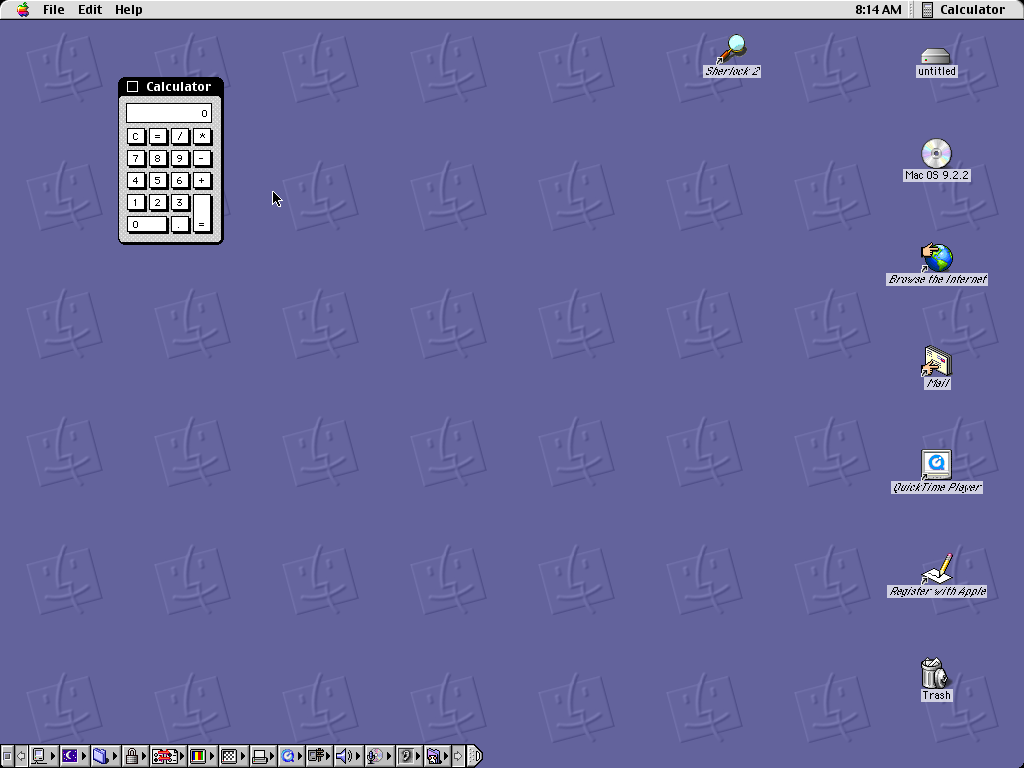 File Edit Help 8:14 AM Calculator
Sherlock 2
untitled
Calculator
0
C = / *
7 8 9 -
4 5 6 +
1 2 3
0 . =
Mac OS 9.2.2
Browse the Internet
Mail
QuickTime Player
Register with Apple
Trash